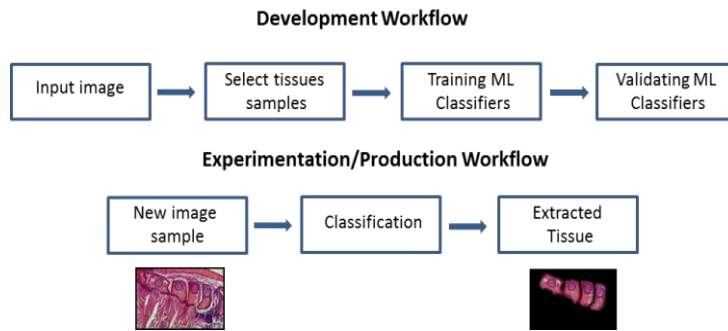 Development Workflow
Input image
Select tissues
samples
Training ML
Classifiers
Validating ML
Classifiers
Experimentation/Production Workflow
New image
sample
Classification
Extracted
Tissue